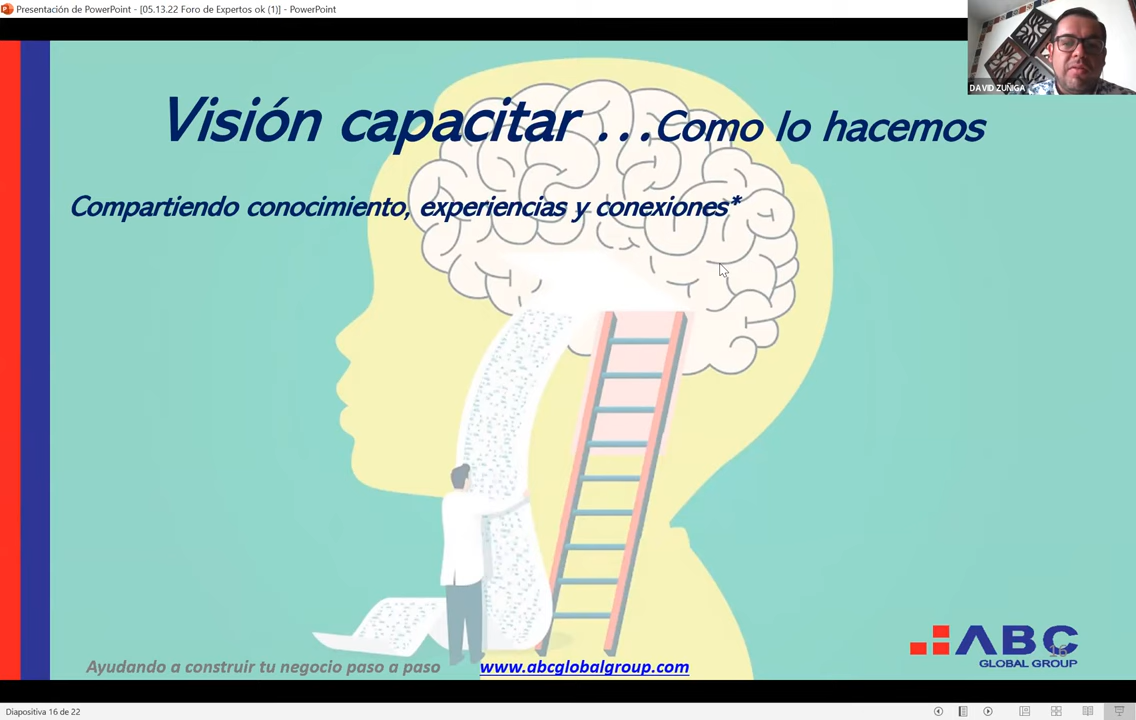 Presentación de PowerPoint - [05.13.22 Foro de Expertos ok (1)] - PowerPoint
DAVID ZUÑIGA
Visión capacitar ...Como lo hacemos
Compartiendo conocimiento, experiencias y conexiones*
ABC
GLOBAL GROUP
16
Ayudando a construir tu negocio paso a paso www.abcglobalgroup.com
Diapositiva 16 de 22